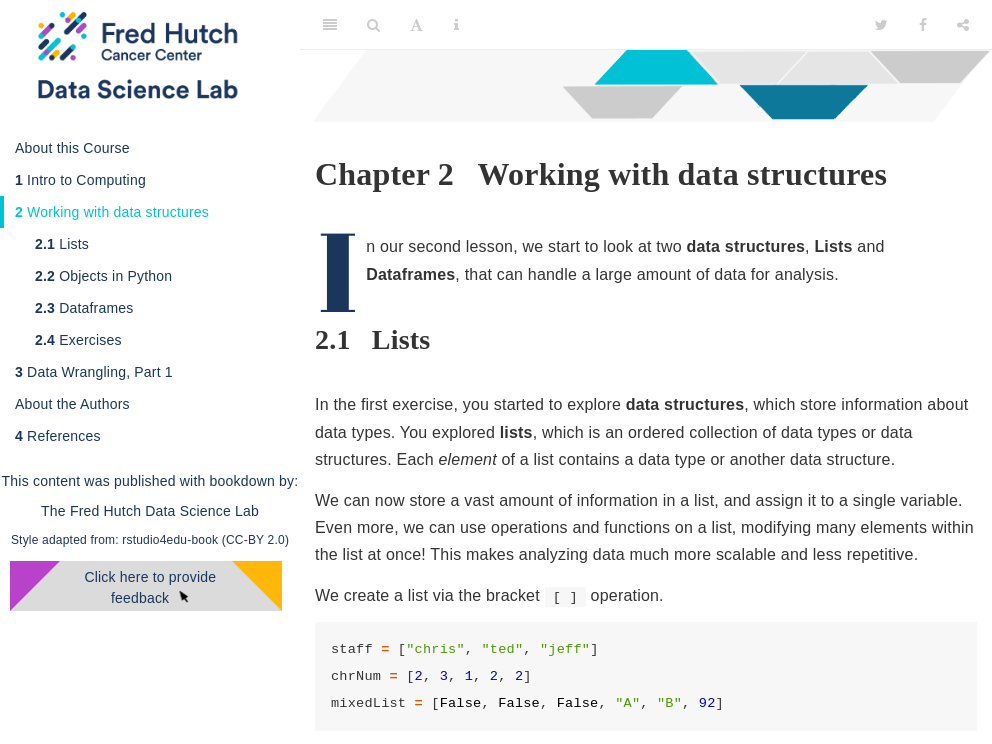 Fred Hutch
Cancer Center
Data Science Lab
About this Course
1 Intro to Computing
2 Working with data structures
2.1 Lists
2.2 Objects in Python
2.3 Dataframes
2.4 Exercises
3 Data Wrangling, Part 1
About the Authors
4 References
This content was published with bookdown by:
The Fred Hutch Data Science Lab
Style adapted from: rstudio4edu-book (CC-BY 2.0)
Click here to provide
feedback
Chapter 2 Working with data structures
In our second lesson, we start to look at two data structures, Lists and
Dataframes, that can handle a large amount of data for analysis.
2.1 Lists
In the first exercise, you started to explore data structures, which store information about
data types. You explored lists, which is an ordered collection of data types or data
structures. Each element of a list contains a data type or another data structure.
We can now store a vast amount of information in a list, and assign it to a single variable.
Even more, we can use operations and functions on a list, modifying many elements within
the list at once! This makes analyzing data much more scalable and less repetitive.
We create a list via the bracket [ ] operation.
staff = ["chris", "ted", "jeff"]
chrNum = [2, 3, 1, 2, 2]
mixedList = [False, False, False, "A", "B", 92]